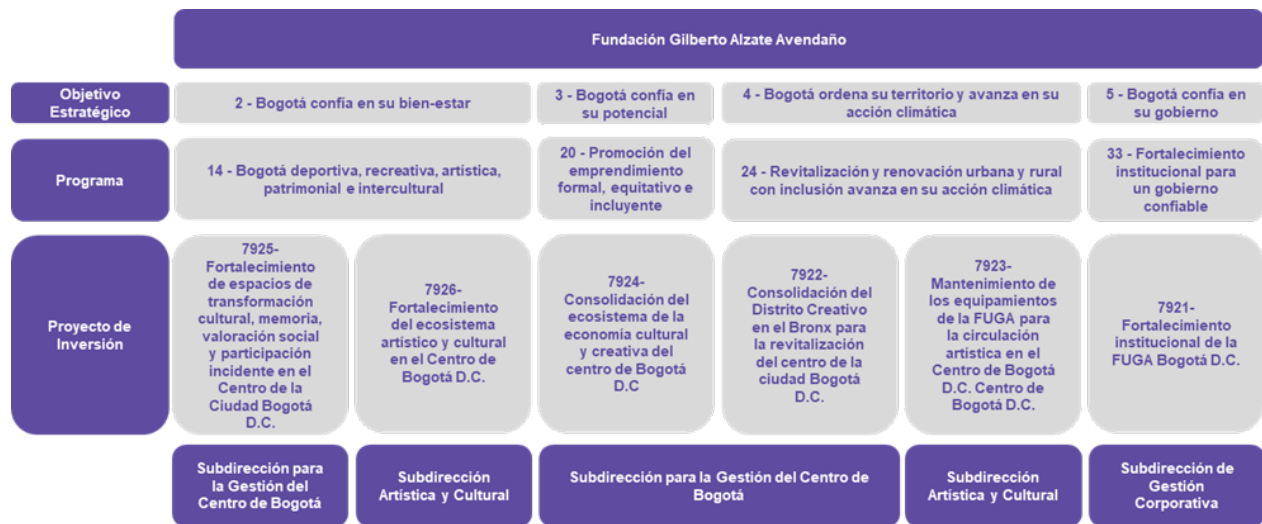 Fundación Gilberto Alzate Avendaño
Objetivo
Estratégico
2 - Bogotá confía en su bien-estar
3 - Bogotá confía en
su potencial
4 - Bogotá ordena su territorio y avanza en su
acción climática
5 - Bogotá confía en
su gobierno
Programa
14 - Bogotá deportiva, recreativa, artística,
patrimonial e intercultural
20 - Promoción del
emprendimiento
formal, equitativo e
incluyente
24 - Revitalización y renovación urbana y rural
con inclusión avanza en su acción climática
33 - Fortalecimiento
institucional para
un gobierno
confiable
Proyecto de
Inversión
7925-
Fortalecimiento
de espacios de
transformación
cultural, memoria,
valoración social
y participación
incidente en el
Centro de la
Ciudad Bogotá
D.C.
7926-
Fortalecimiento
del ecosistema
artístico y cultural
en el Centro de
Bogotá D.C.
7924-
Consolidación del
ecosistema de la
economía cultural
y creativa del
centro de Bogotá
D.C
7922-
Consolidación del
Distrito Creativo
en el Bronx para
la revitalización
del centro de la
ciudad Bogotá
D.C.
7923-
Mantenimiento de
los equipamientos
de la FUGA para
la circulación
artística en el
Centro de Bogotá
D.C. Centro de
Bogotá D.C.
7921-
Fortalecimiento
institucional de la
FUGA Bogotá D.C.
Subdirección para
la Gestión del
Centro de Bogotá
Subdirección
Artística y Cultural
Subdirección para la Gestión del Centro de
Bogotá
Subdirección
Artística y Cultural
Subdirección de
Gestión
Corporativa